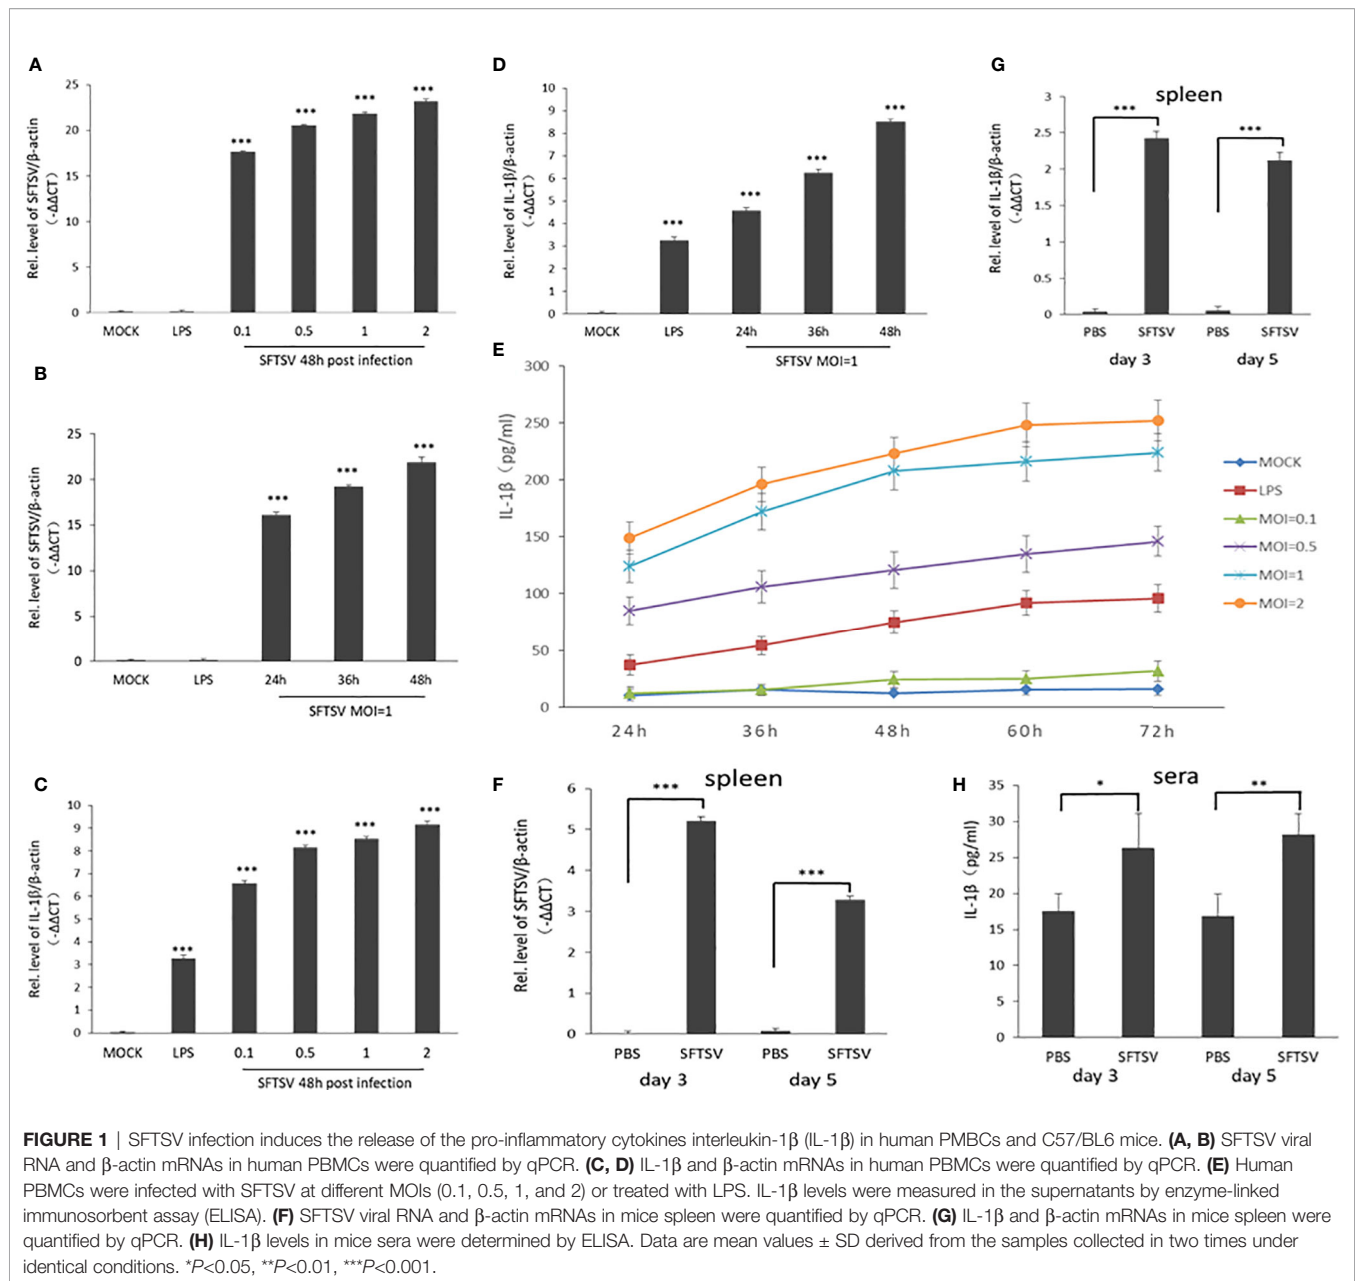 A
25
20
15
10
5
0
Rel. level of SFTSV/β-actin
(-ΔΔCT)
***
***
***
***
MOCK LPS 0.1 0.5 1 2
SFTSV 48h post infection
B
25
20
15
10
5
0
Rel. level of SFTSV/β-actin
(-ΔΔCT)
***
***
***
MOCK LPS 24h 36h 48h
SFTSV MOI=1
C
10
9
8
7
6
5
4
3
2
1
0
Rel. level of IL-1β/β-actin
(-ΔΔCT)
***
***
***
***
***
MOCK LPS 0.1 0.5 1 2
SFTSV 48h post infection
D
10
9
8
7
6
5
4
3
2
1
0
Rel. level of IL-1β/β-actin
(-ΔΔCT)
***
***
***
***
MOCK LPS 24h 36h 48h
SFTSV MOI=1
E
300
250
200
150
100
50
0
IL-1β (pg/ml)
24h 36h 48h 60h 72h
MOCK
LPS
MOI=0.1
MOI=0.5
MOI=1
MOI=2
F
spleen
6
5
4
3
2
1
0
Rel. level of SFTSV/β-actin
(-ΔΔCT)
***
***
PBS SFTSV PBS SFTSV
day 3 day 5
G
spleen
3
2.5
2
1.5
1
0.5
0
Rel. level of IL-1β/β-actin
(-ΔΔCT)
***
***
PBS SFTSV PBS SFTSV
day 3 day 5
H
sera
35
30
25
20
15
10
5
0
IL-1β (pg/ml)
*
**
PBS SFTSV PBS SFTSV
day 3 day 5
FIGURE 1 | SFTSV infection induces the release of the pro-inflammatory cytokines interleukin-1β (IL-1β) in human PMBCs and C57/BL6 mice. (A, B) SFTSV viral
RNA and β-actin mRNAs in human PBMCs were quantified by qPCR. (C, D) IL-1β and β-actin mRNAs in human PBMCs were quantified by qPCR. (E) Human
PBMCs were infected with SFTSV at different MOIs (0.1, 0.5, 1, and 2) or treated with LPS. IL-1β levels were measured in the supernatants by enzyme-linked
immunosorbent assay (ELISA). (F) SFTSV viral RNA and β-actin mRNAs in mice spleen were quantified by qPCR. (G) IL-1β and β-actin mRNAs in mice spleen were
quantified by qPCR. (H) IL-1β levels in mice sera were determined by ELISA. Data are mean values ± SD derived from the samples collected in two times under
identical conditions. *P<0.05, **P<0.01, ***P<0.001.